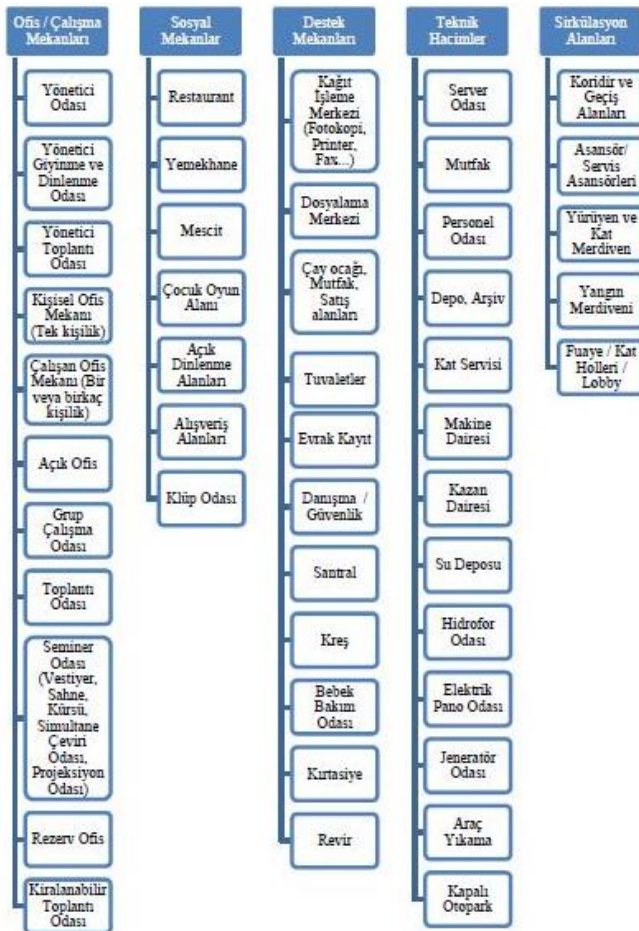 Ofis / Çalışma
Mekanları
Yönetici
Odası
Yönetici
Giyinme ve
Dinlenme
Odası
Yönetici
Toplantı
Odası
Kişisel Ofis
Mekanı
(Tek kişilik)
Çalışan Ofis
Mekanı (Bir
veya birkaç
kişilik)
Açık Ofis
Grup
Çalışma
Odası
Toplantı
Odası
Seminer
Odası
(Vestiyer,
Sahne,
Kürsü,
Simultane
Çeviri
Odası,
Projeksiyon
Odası)
Rezerv Ofis
Kiralanabilir
Toplantı
Odası
Sosyal
Mekanlar
Restaurant
Yemekhane
Mescit
Çocuk Oyun
Alanı
Açık
Dinlenme
Alanları
Alışveriş
Alanları
Klüp Odası
Destek
Mekanları
Kağıt
İşleme
Merkezi
(Fotokopi,
Printer,
Fax...)
Dosyalama
Merkezi
Çay ocağı,
Mutfak,
Satış
alanları
Tuvaletler
Evrak Kayıt
Danışma /
Güvenlik
Santral
Kreş
Bebek
Bakım
Odası
Kırtasiye
Revir
Teknik
Hacimler
Server
Odası
Mutfak
Personel
Odası
Depo, Arşiv
Kat Servisi
Makine
Dairesi
Kazan
Dairesi
Su Deposu
Hidrofor
Odası
Elektrik
Pano Odası
Jeneratör
Odası
Araç
Yıkama
Kapalı
Otopark
Sirkülasyon
Alanları
Koridir ve
Geçiş
Alanları
Asansör/
Servis
Asansörleri
Yürüyen ve
Kat
Merdiven
Yangın
Merdiveni
Fuaye / Kat
Holleri /
Lobby